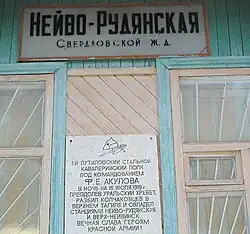 НЕЙВО-РУДЯНСКАЯ
СВЕРДЛОВСКОЙ Ж.Д.
1Й ПУТИЛОВСКИЙ СТАЛЬНОЙ
КАВАЛЕРИЙСКИЙ ПОЛК
ПОД КОМАНДОВАНИЕМ
Ф.Е. АКУЛОВА
В НОЧЬ НА 15 ИЮЛЯ 1919 Г
ПРЕОДОЛЕВ УРАЛЬСКИЙ ХРЕБЕТ,
РАЗБИЛ КОЛЧАКОВЦЕВ В
ВЕРХНЕМ ТАГИЛЕ И ОВЛАДЕЛ
СТАНЦИЯМИ НЕЙВО-РУДЯНСКАЯ
И ВЕРХ-НЕЙВИНСК.
ВЕЧНАЯ СЛАВА ГЕРОЯМ
КРАСНОЙ АРМИИ!